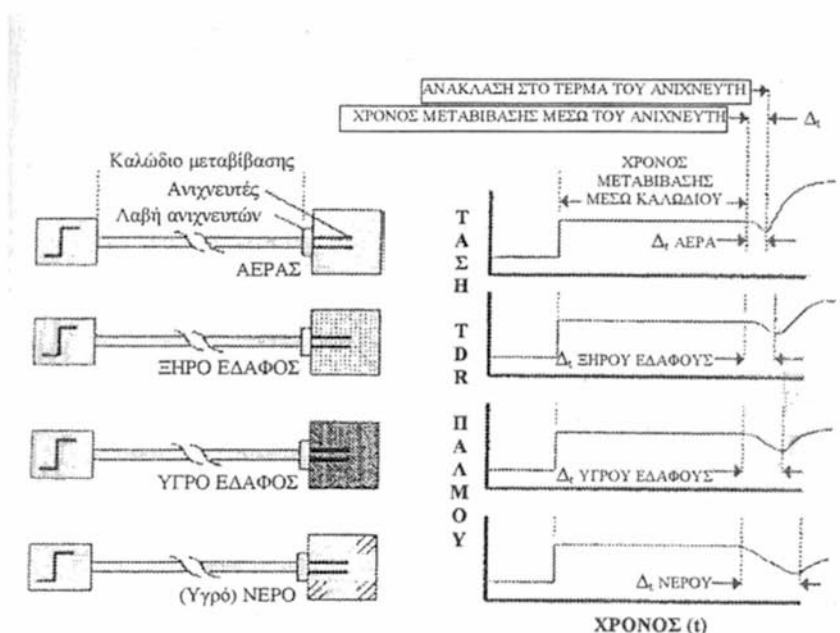 ΑΝΑΚΛΑΣΗ ΣΤΟ ΤΕΡΜΑ ΤΟΥ ΑΝΙΧΝΕΥΤΗ
ΧΡΟΝΟΣ ΜΕΤΑΒΙΒΑΣΗΣ ΜΕΣΩ ΤΟΥ ΑΝΙΧΝΕΥΤΗ
Δt
Καλώδιο μεταβίβασης
Ανιχνευτές
Λαβή ανιχνευτών
ΑΕΡΑΣ
ΞΗΡΟ ΕΔΑΦΟΣ
ΥΓΡΟ ΕΔΑΦΟΣ
(Υγρό) ΝΕΡΟ
ΤΑΣΗ TDR ΠΑΛΜΟΥ
ΧΡΟΝΟΣ
ΜΕΤΑΒΙΒΑΣΗΣ
ΜΕΣΩ ΚΑΛΩΔΙΟΥ
Δt ΑΕΡΑ
Δt ΞΗΡΟΥ ΕΔΑΦΟΥΣ
Δt ΥΓΡΟΥ ΕΔΑΦΟΥΣ
Δt ΝΕΡΟΥ
ΧΡΟΝΟΣ (t)